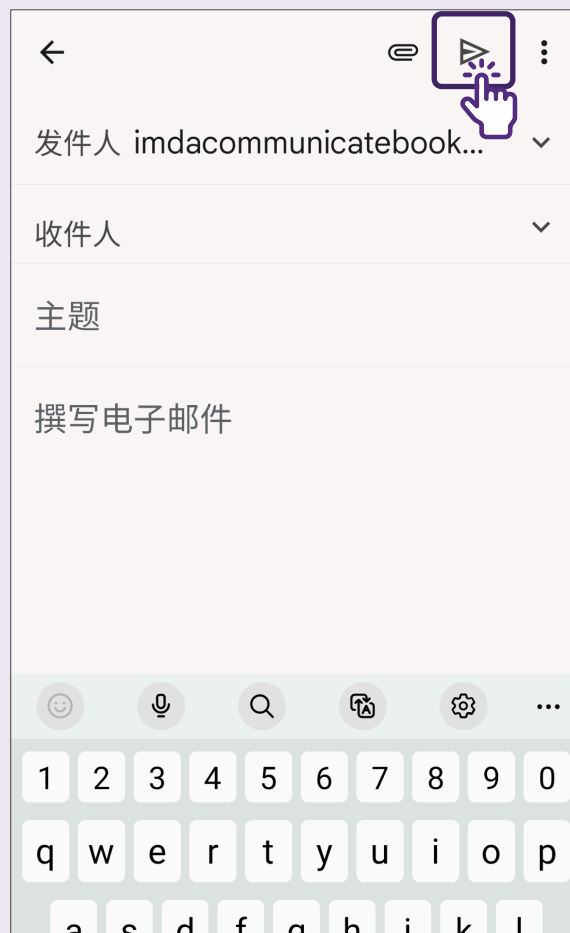 发件人 imdacommunicatebook...
收件人
主题
撰写电子邮件
1 2 3 4 5 6 7 8 9 0
q w e r t y u i o p
a s d f g h j k l